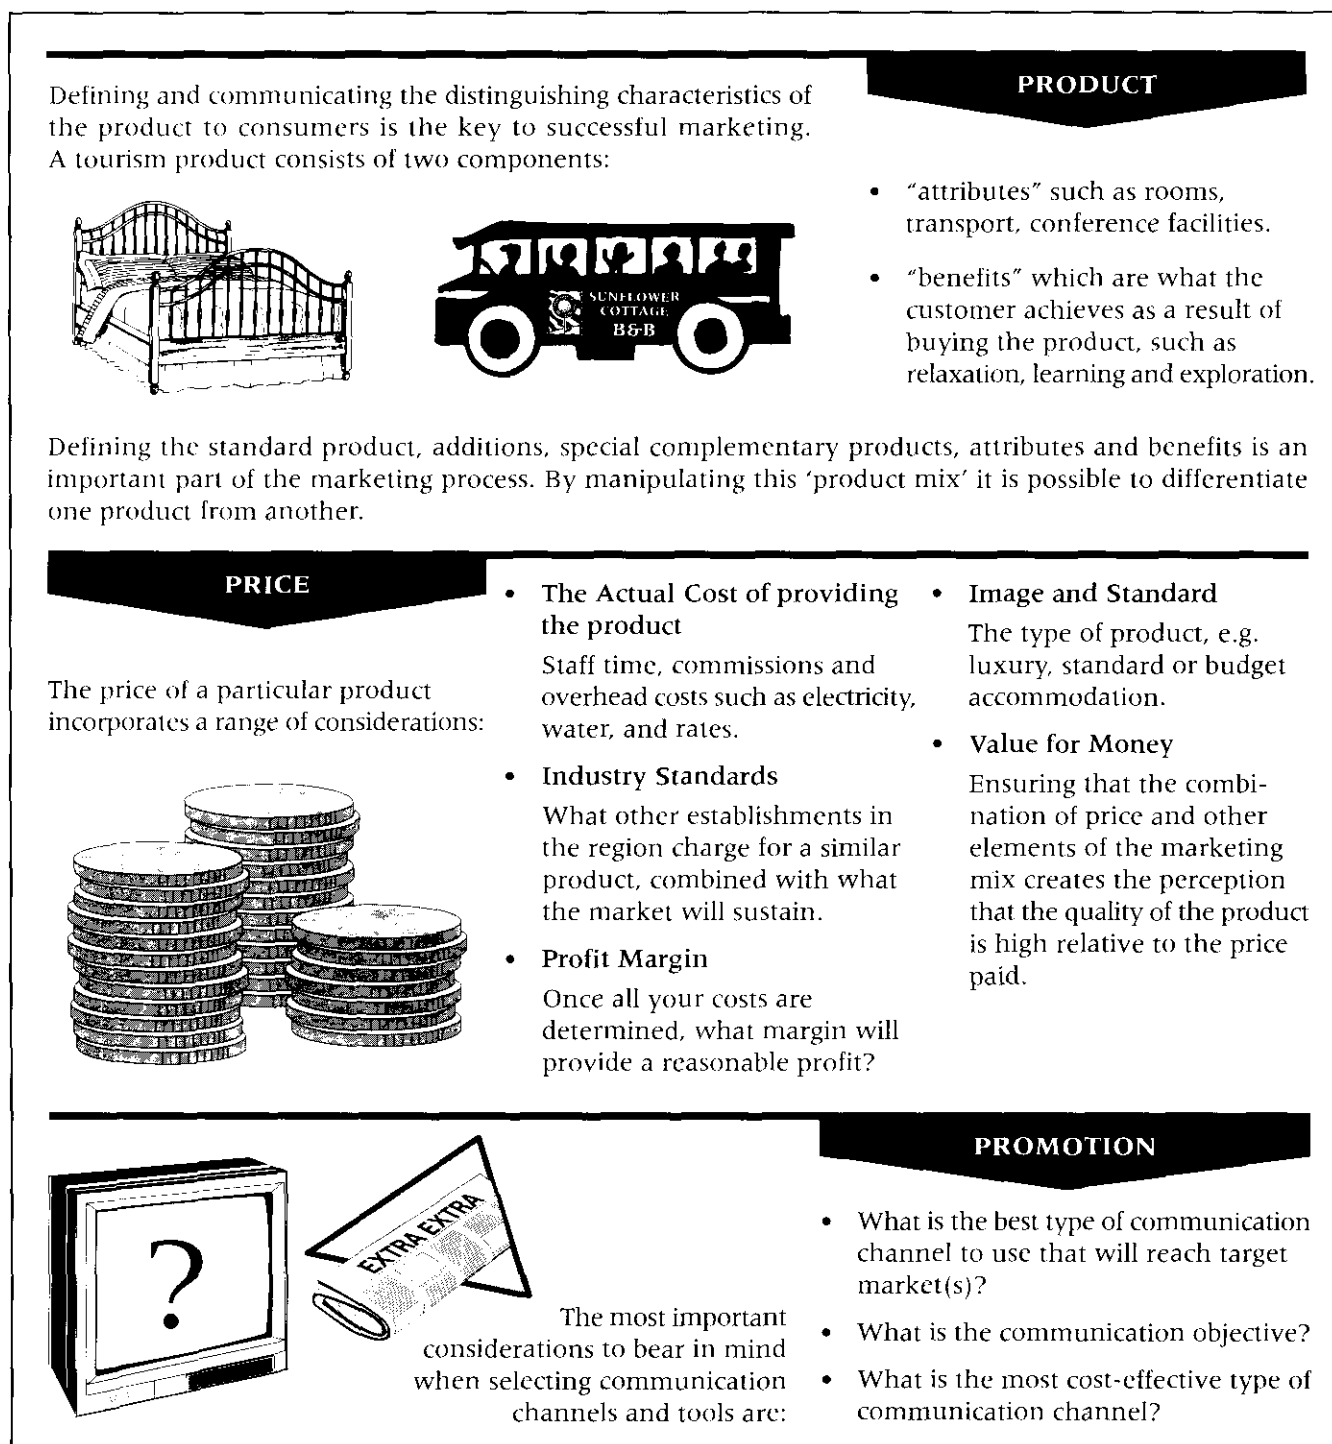 PRODUCT
Defining and communicating the distinguishing characteristics of
the product to consumers is the key to successful marketing.
A tourism product consists of two components:
• "attributes" such as rooms,
transport, conference facilities.
• "benefits" which are what the
customer achieves as a result of
buying the product, such as
relaxation, learning and exploration.
SUNFLOWER
COTTAGE
B&B
Defining the standard product, additions, special complementary products, attributes and benefits is an
important part of the marketing process. By manipulating this 'product mix' it is possible to differentiate
one product from another.
PRICE
The price of a particular product
incorporates a range of considerations:
• The Actual Cost of providing
the product
Staff time, commissions and
overhead costs such as electricity,
water, and rates.
• Industry Standards
What other establishments in
the region charge for a similar
product, combined with what
the market will sustain.
• Profit Margin
Once all your costs are
determined, what margin will
provide a reasonable profit?
• Image and Standard
The type of product, e.g.
luxury, standard or budget
accommodation.
• Value for Money
Ensuring that the combi-
nation of price and other
elements of the marketing
mix creates the perception
that the quality of the product
is high relative to the price
paid.
PROMOTION
?
EXTRA EXTRA
The most important
considerations to bear in mind
when selecting communication
channels and tools are:
• What is the best type of communication
channel to use that will reach target
market(s)?
• What is the communication objective?
• What is the most cost-effective type of
communication channel?